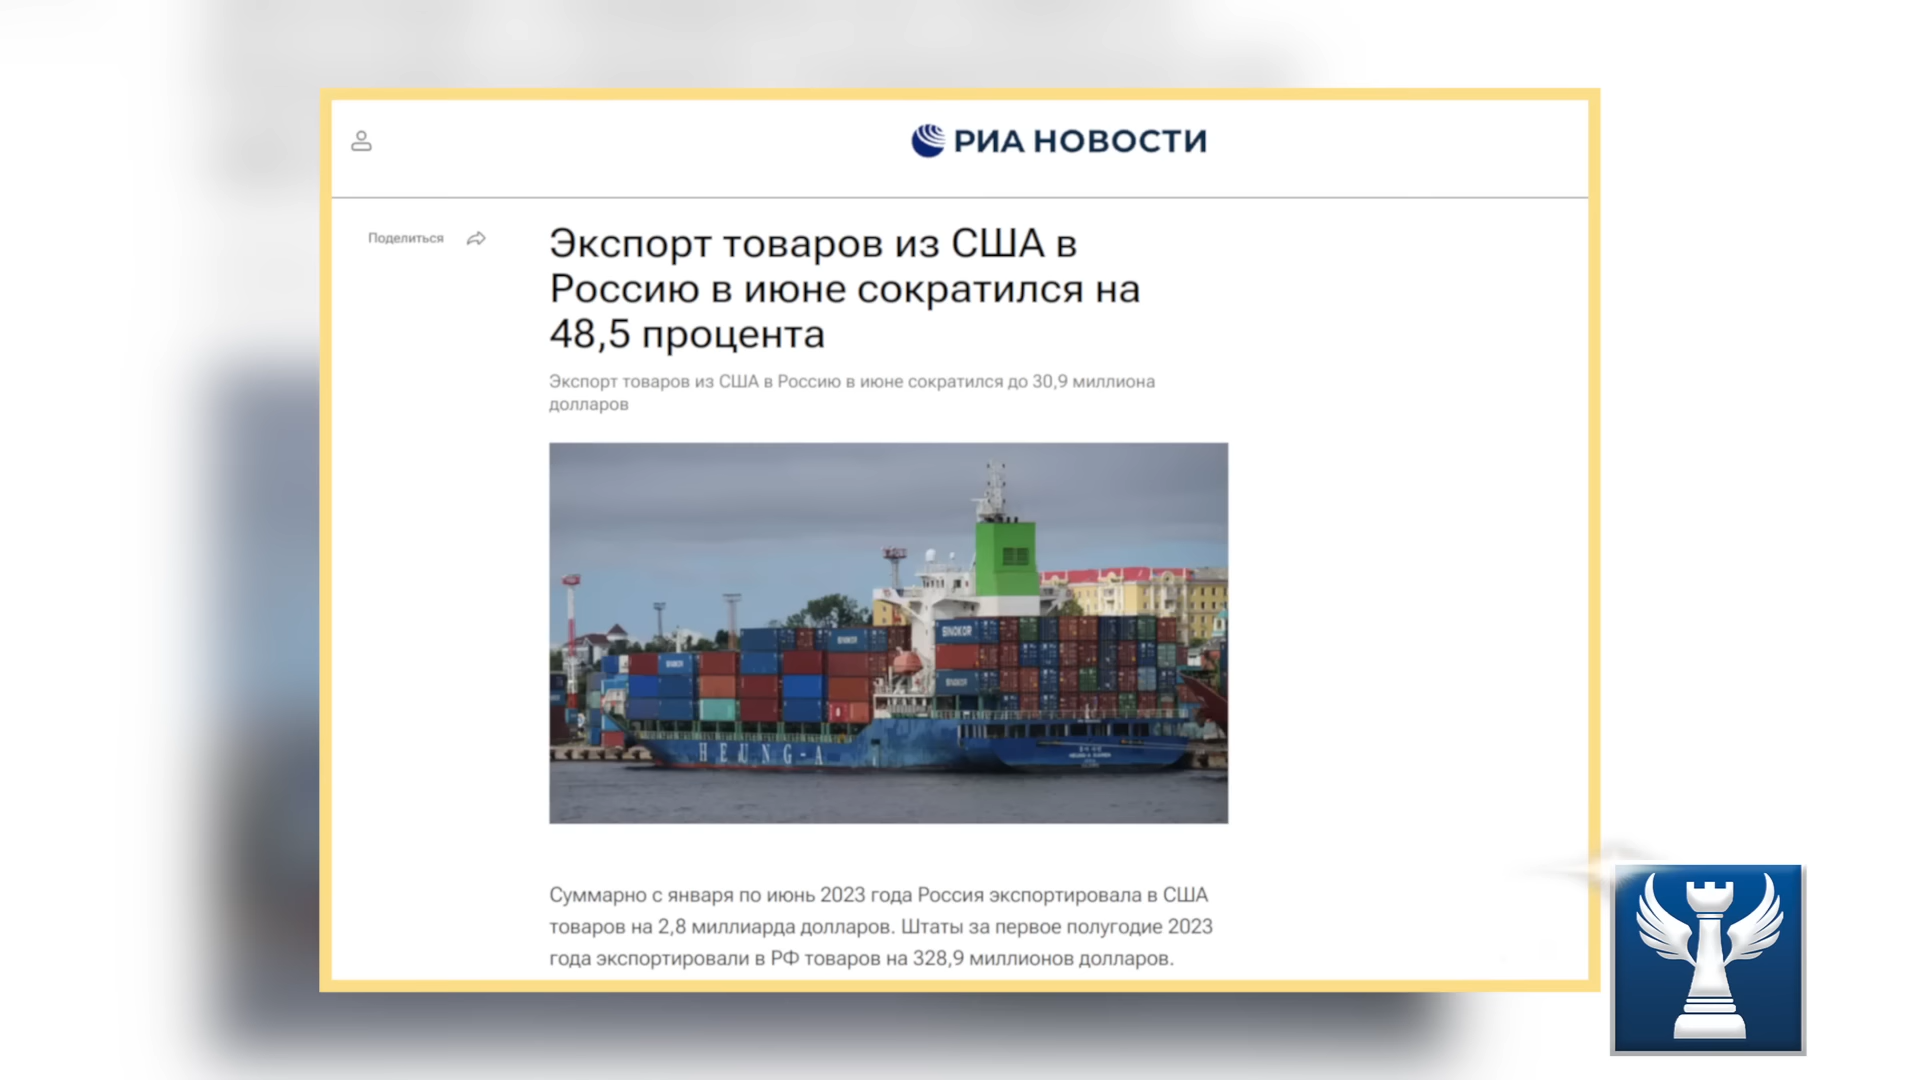 РИА НОВОСТИ
Поделиться
Экспорт товаров из США в
Россию в июне сократился на
48,5 процента
Экспорт товаров из США в Россию в июне сократился до 30,9 миллиона
долларов
SINOKOR
SINOKOR
SINOKOR
SINOKOR
HEUNG-A
Суммарно с января по июнь 2023 года Россия экспортировала в США
товаров на 2,8 миллиарда долларов. Штаты за первое полугодие 2023
года экспортировали в РФ товаров на 328,9 миллионов долларов.